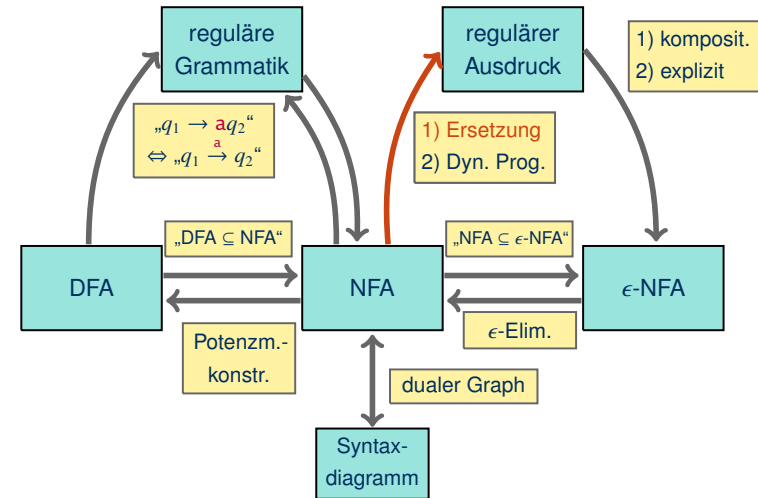 reguläre
Grammatik
regulärer
Ausdruck
1) komposit.
2) explizit
„q₁ → aq₂“
⇔ „q₁ →ᵃ q₂“
1) Ersetzung
2) Dyn. Prog.
„DFA ⊆ NFA“
„NFA ⊆ ϵ-NFA“
DFA
NFA
ϵ-NFA
Potenzm.-
konstr.
ϵ-Elim.
dualer Graph
Syntax-
diagramm